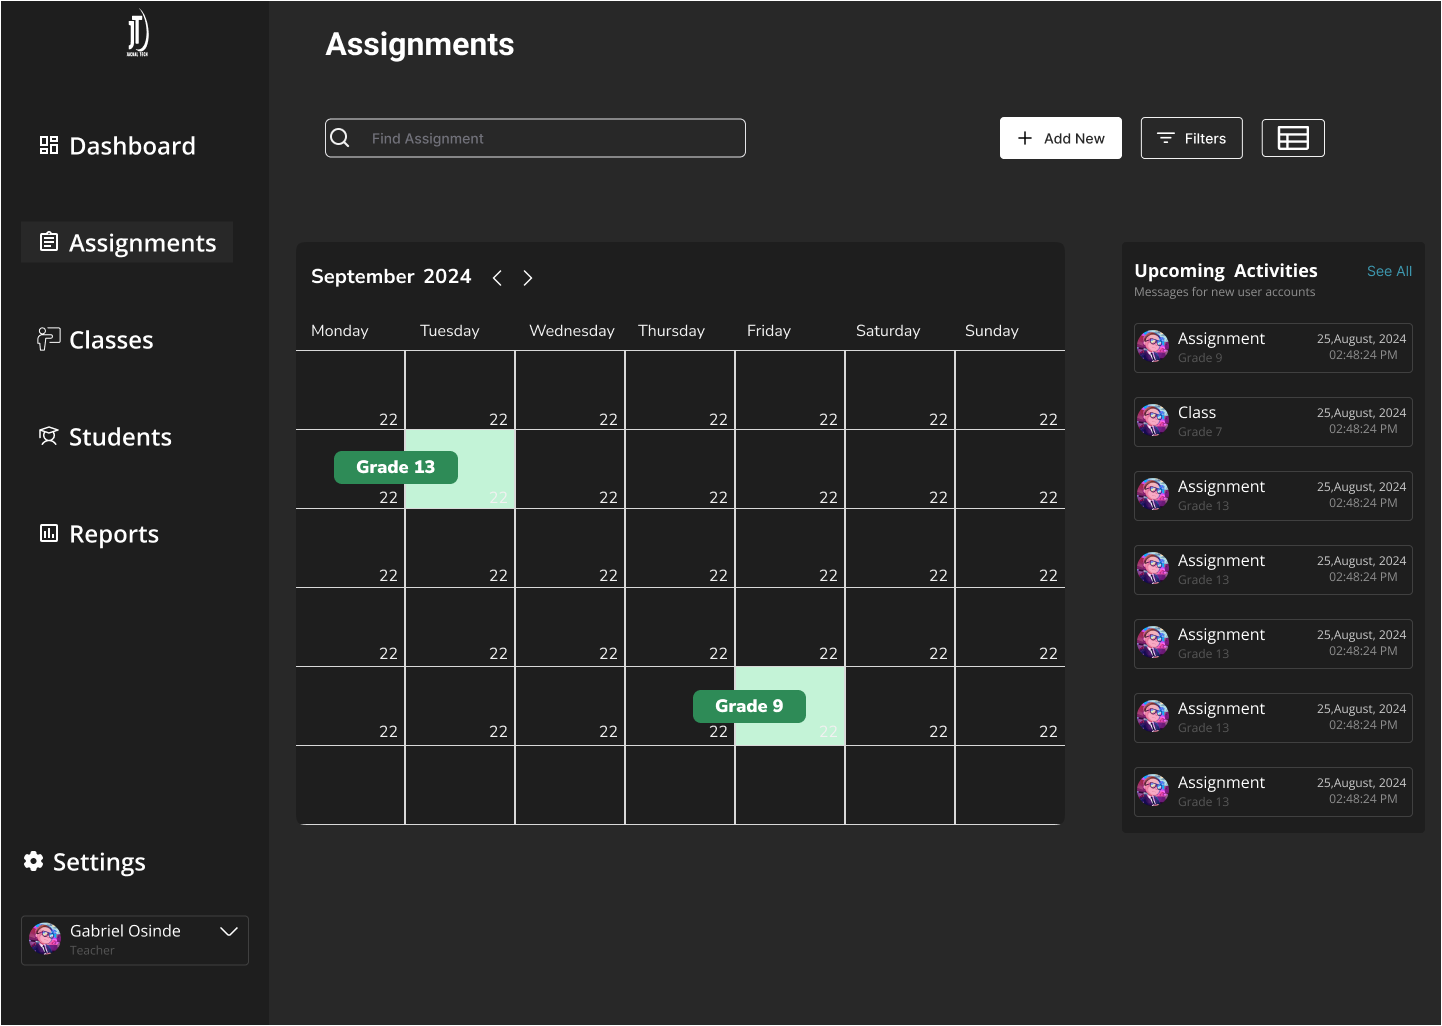 JASHAL TECH
Assignments
Dashboard
Find Assignment
Add New
Filters
Assignments
Classes
Students
Reports
Settings
Gabriel Osinde
Teacher
September 2024
Monday Tuesday Wednesday Thursday Friday Saturday Sunday
22 22 22 22 22 22 22
Grade 13
22 22 22 22 22 22 22
22 22 22 22 22 22 22
22 22 22 22 22 22 22
Grade 9
22 22 22 22 22 22 22
Upcoming Activities See All
Messages for new user accounts
Assignment 25,August, 2024
Grade 9 02:48:24 PM
Class 25,August, 2024
Grade 7 02:48:24 PM
Assignment 25,August, 2024
Grade 13 02:48:24 PM
Assignment 25,August, 2024
Grade 13 02:48:24 PM
Assignment 25,August, 2024
Grade 13 02:48:24 PM
Assignment 25,August, 2024
Grade 13 02:48:24 PM
Assignment 25,August, 2024
Grade 13 02:48:24 PM